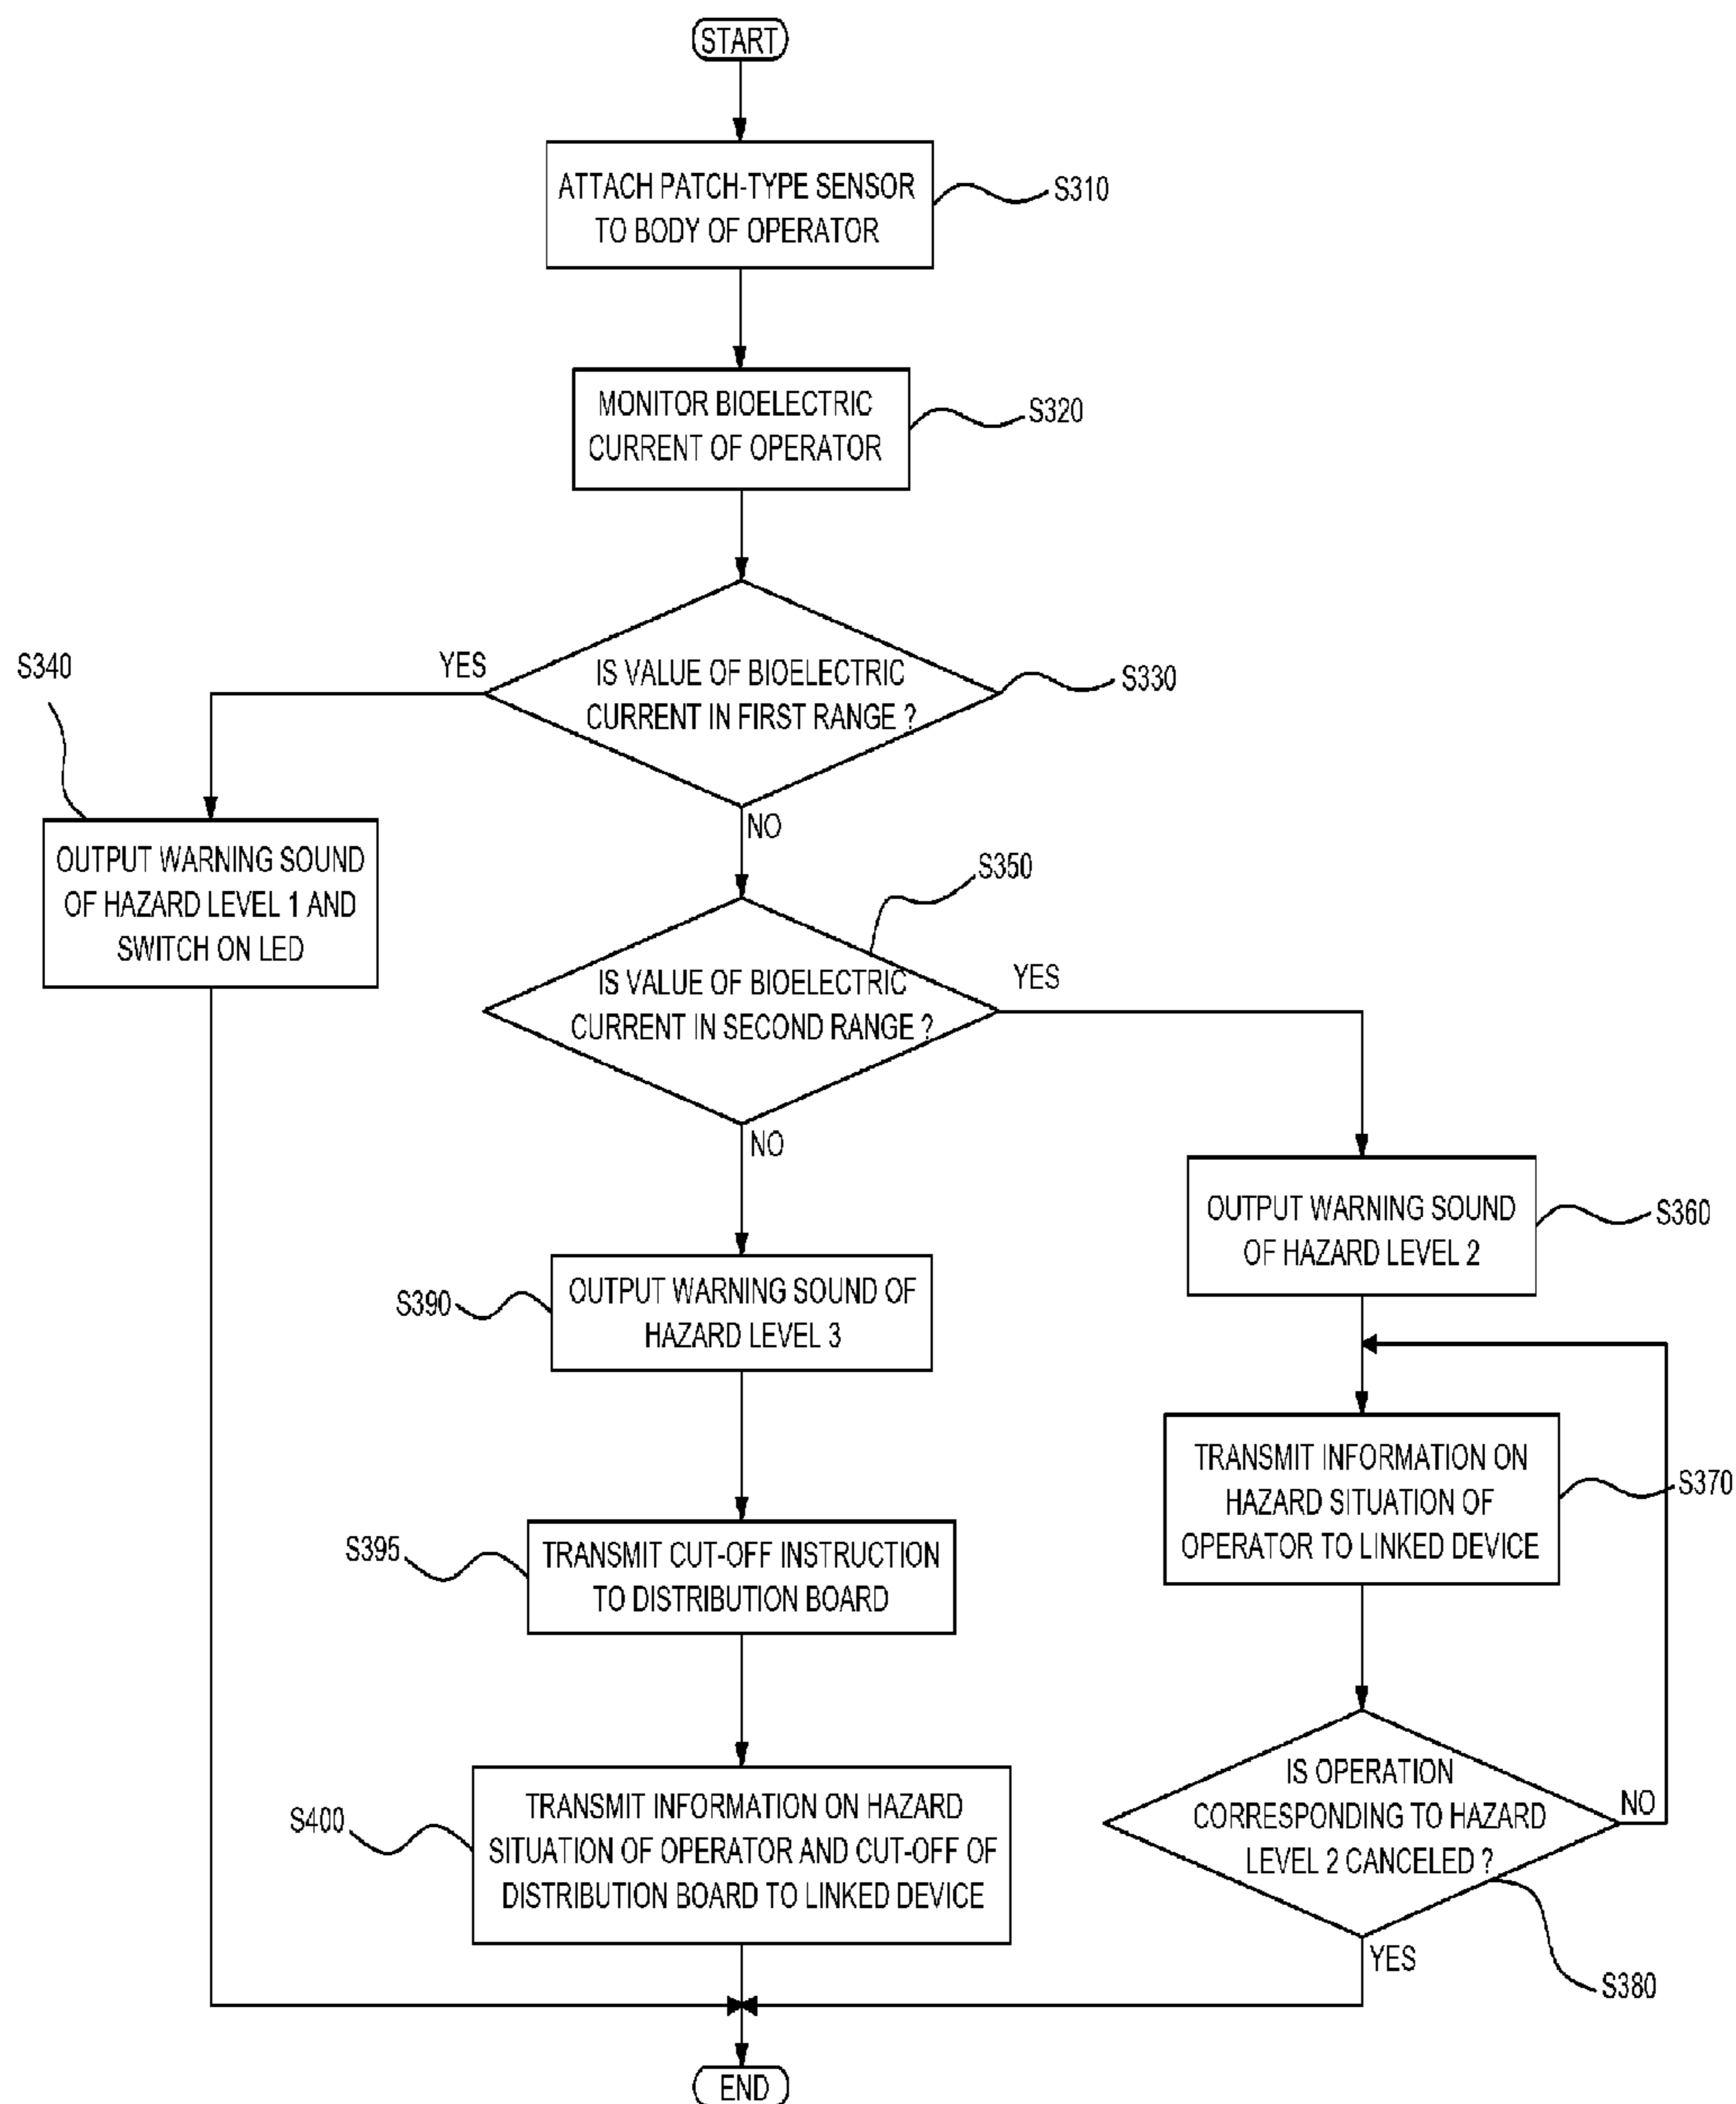 START
ATTACH PATCH-TYPE SENSOR
TO BODY OF OPERATOR
S310
MONITOR BIOELECTRIC
CURRENT OF OPERATOR
S320
IS VALUE OF BIOELECTRIC
CURRENT IN FIRST RANGE ?
S330
YES
NO
S340
OUTPUT WARNING SOUND
OF HAZARD LEVEL 1 AND
SWITCH ON LED
S350
IS VALUE OF BIOELECTRIC
CURRENT IN SECOND RANGE ?
YES
NO
OUTPUT WARNING SOUND
OF HAZARD LEVEL 2
S360
S390
OUTPUT WARNING SOUND OF
HAZARD LEVEL 3
TRANSMIT INFORMATION ON
HAZARD SITUATION OF
OPERATOR TO LINKED DEVICE
S370
S395
TRANSMIT CUT-OFF INSTRUCTION
TO DISTRIBUTION BOARD
IS OPERATION
CORRESPONDING TO HAZARD
LEVEL 2 CANCELED ?
NO
YES
S380
S400
TRANSMIT INFORMATION ON HAZARD
SITUATION OF OPERATOR AND CUT-OFF OF
DISTRIBUTION BOARD TO LINKED DEVICE
END